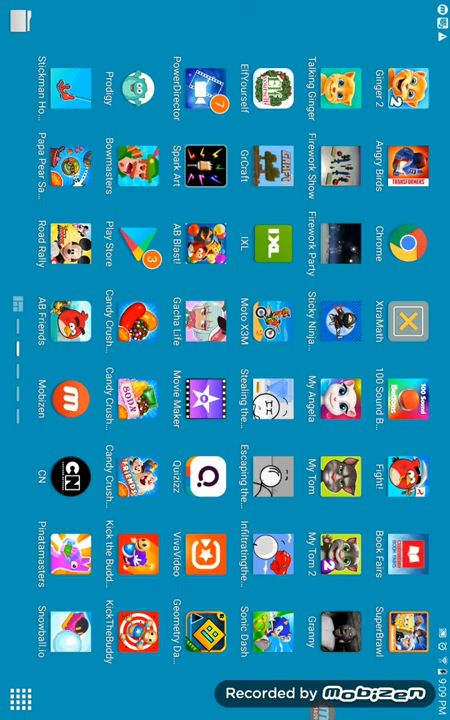 9:09 PM
Ginger 2
Angry Birds
Chrome
XtraMath
100 Sound B...
Fight!
Book Fairs
SuperBrawl
Talking Ginger
Firework Show
Firework Party
Sticky Ninja...
My Angela
My Tom
My Tom 2
Granny
ElfYourself
GrCraft
IXL
Moto X3M
Stealing the...
Escaping the...
Infiltratingthe...
Sonic Dash
PowerDirector
7
Spark Art
AB Blast!
Gacha Life
Movie Maker
Quizizz
VivaVideo
Geometry Da...
Prodigy
Bowmasters
Play Store
3
Candy Crush...
Candy Crush...
Candy Crush...
Kick the Budd...
KickTheBuddy
Stickman Ho...
Papa Pear Sa...
Road Rally
AB Friends
Mobizen
CN
Pinatamasters
Snowball.io
Recorded by mobizen